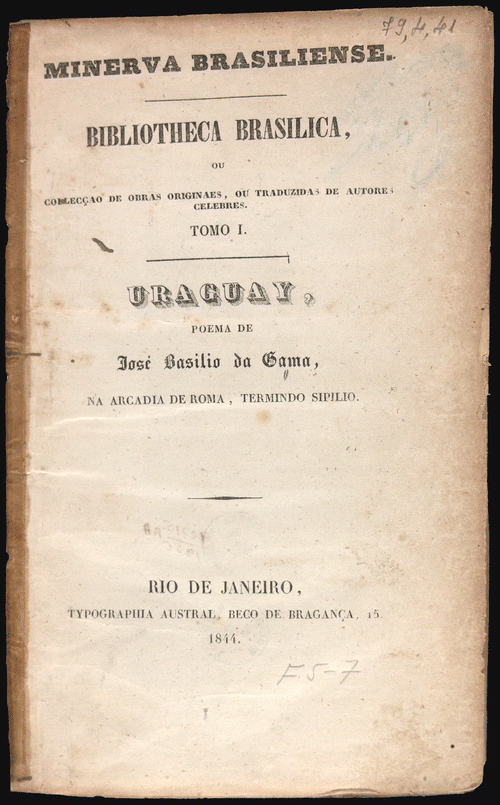 79,4,41
MINERVA BRASILIENSE.
BIBLIOTHECA BRASILICA,
OU
COLLECÇAO DE OBRAS ORIGINAES, OU TRADUZIDAS DE AUTORES
CELEBRES.
TOMO I.
URAGUAY,
POEMA DE
José Basilio da Gama,
NA ARCADIA DE ROMA, TERMINDO SIPILIO.
RIO DE JANEIRO,
TYPOGRAPHIA AUSTRAL, BECO DE BRAGANÇA, 15.
1844.
F.5-7